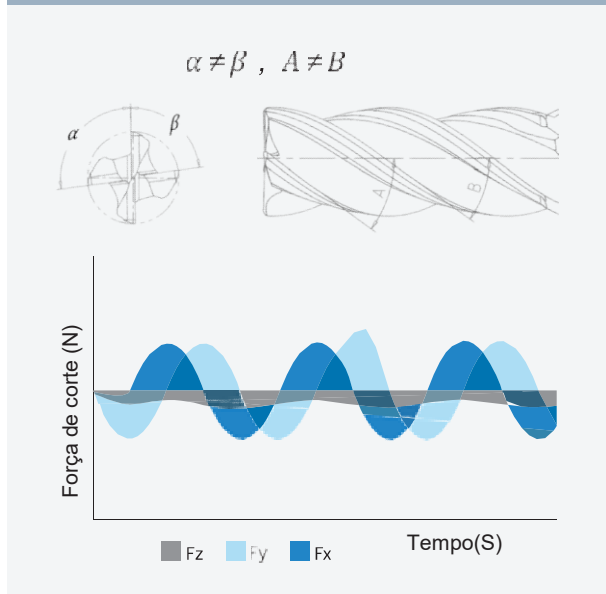 α ≠ β , A ≠ B
α
β
A
B
Força de corte (N)
Tempo(S)
Fz Fy Fx